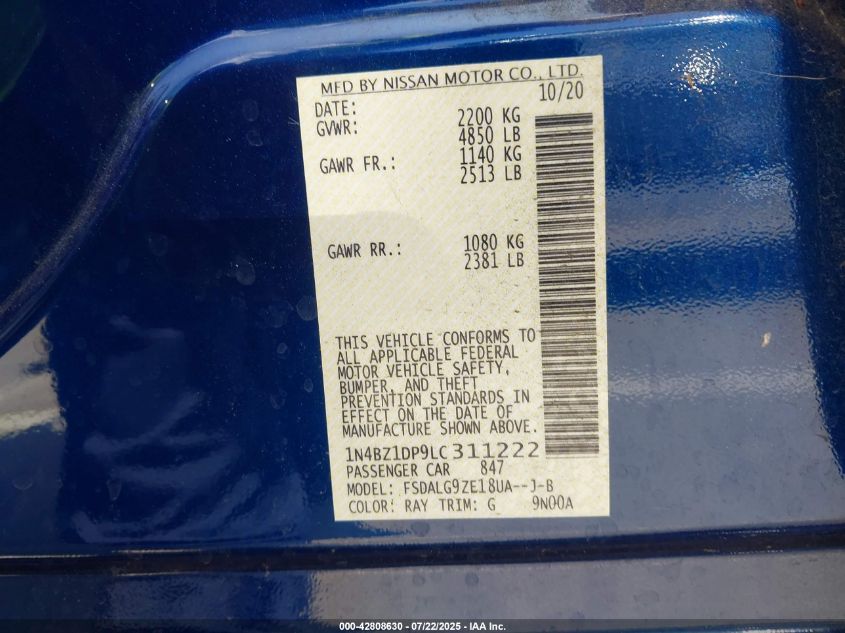 MFD BY NISSAN MOTOR CO., LTD.
DATE: 10/20
GVWR: 2200 KG
4850 LB
GAWR FR.: 1140 KG
2513 LB
GAWR RR.: 1080 KG
2381 LB
THIS VEHICLE CONFORMS TO
ALL APPLICABLE FEDERAL
MOTOR VEHICLE SAFETY,
BUMPER, AND THEFT
PREVENTION STANDARDS IN
EFFECT ON THE DATE OF
MANUFACTURE SHOWN ABOVE.
1N4BZ1DP9LC311222
PASSENGER CAR 847
MODEL: FSDALG9ZE18UA--J-B
COLOR: RAY TRIM: G 9N00A
000-42808630 - 07/22/2025 - IAA Inc.